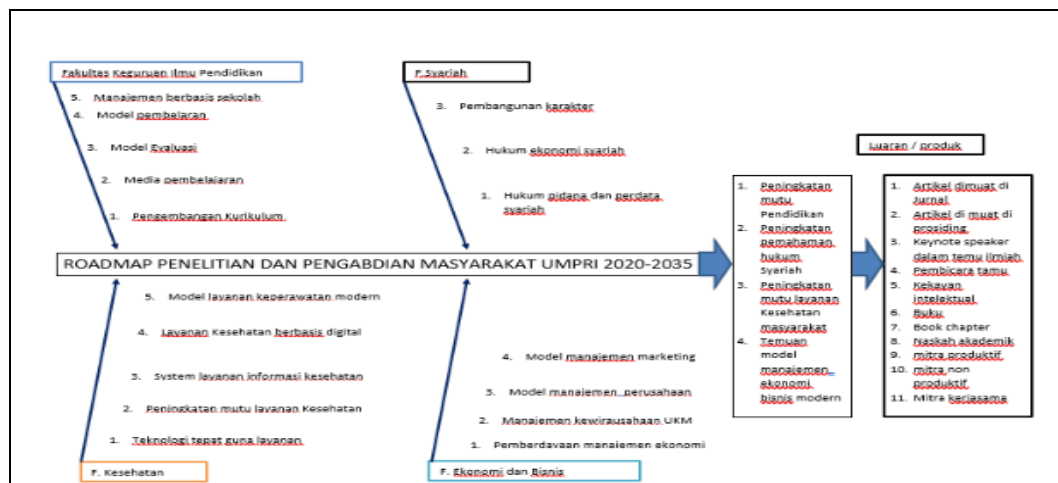 Fakultas Keguruan Ilmu Pendidikan
5. Manajemen berbasis sekolah
4. Model pembelaran
3. Model Evaluasi
2. Media pembelajaran
1. Pengembangan Kurikulum
F.Syariah
3. Pembangunan karakter
2. Hukum ekonomi syariah
1. Hukum pidana dan perdata
syariah
ROADMAP PENELITIAN DAN PENGABDIAN MASYARAKAT UMPRI 2020-2035
5. Model layanan keperawatan modern
4. Layanan Kesehatan berbasis digital
3. System layanan informasi kesehatan
2. Peningkatan mutu layanan Kesehatan
1. Teknologi tepat guna layanan
F. Kesehatan
4. Model manajemen marketing
3. Model manajemen perusahaan
2. Manajemen kewirausahaan UKM
1. Pemberdayaan manajemen ekonomi
F. Ekonomi dan Bisnis
1. Peningkatan
mutu
Pendidikan
2. Peningkatan
pemahaman
hukum
Syariah
3. Peningkatan
mutu layanan
Kesehatan
masyarakat
4. Temuan
model
manajemen
ekonomi
bisnis modern
Luaran / produk
1. Artikel dimuat di
Jurnal
2. Artikel di muat di
prosiding
3. Keynote speaker
dalam temu ilmiah
4. Pembicara tamu
5. Kekayan
intelektual
6. Buku
7. Book chapter
8. Naskah akademik
9. mitra produktif
10. mitra non
produktif
11. Mitra kerjasama